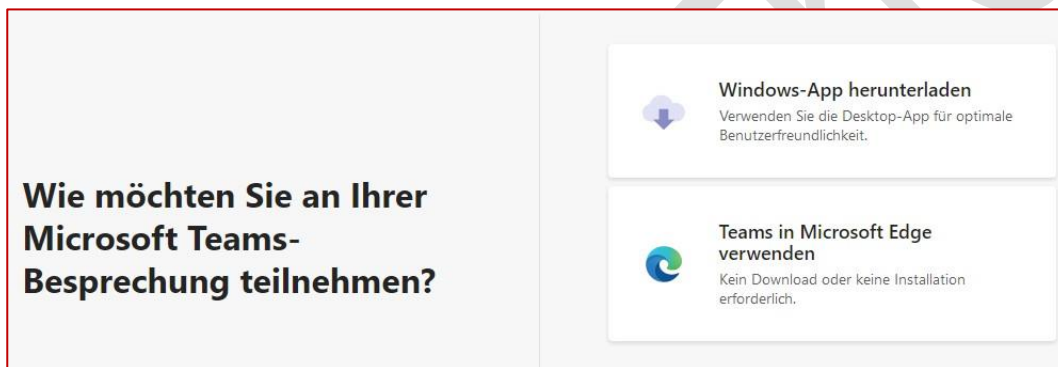 Wie möchten Sie an Ihrer
Microsoft Teams-
Besprechung teilnehmen?
Windows-App herunterladen
Verwenden Sie die Desktop-App für optimale
Benutzerfreundlichkeit.
Teams in Microsoft Edge
verwenden
Kein Download oder keine Installation
erforderlich.